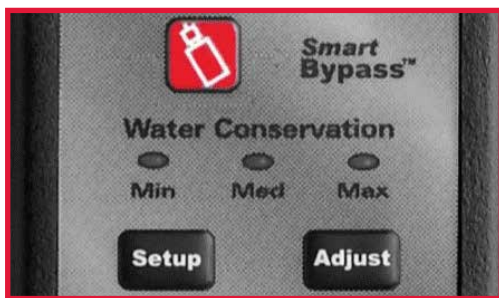 Smart
Bypass™
Water Conservation
Min Med Max
Setup Adjust